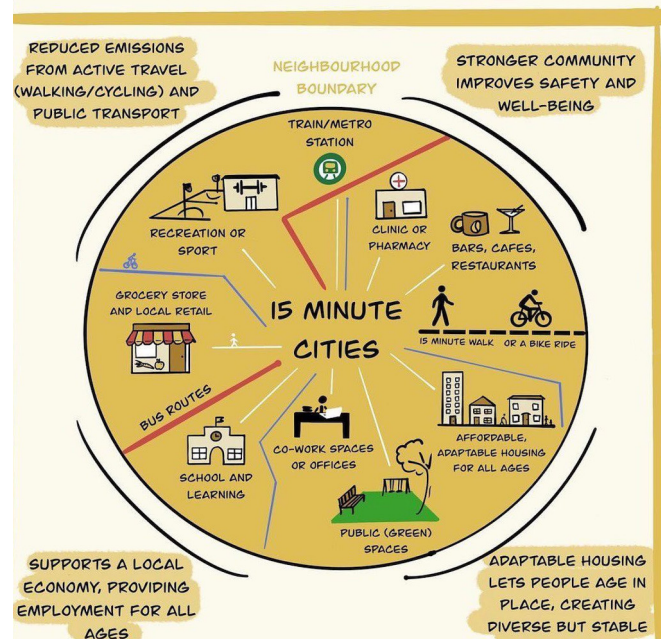 REDUCED EMISSIONS
FROM ACTIVE TRAVEL
(WALKING/CYCLING) AND
PUBLIC TRANSPORT
NEIGHBOURHOOD
BOUNDARY
STRONGER COMMUNITY
IMPROVES SAFETY AND
WELL-BEING
TRAIN/METRO
STATION
RECREATION OR
SPORT
CLINIC OR
PHARMACY
BARS, CAFES,
RESTAURANTS
GROCERY STORE
AND LOCAL RETAIL
15 MINUTE
CITIES
15 MINUTE WALK OR A BIKE RIDE
BUS ROUTES
SCHOOL AND
LEARNING
CO-WORK SPACES
OR OFFICES
AFFORDABLE,
ADAPTABLE HOUSING
FOR ALL AGES
PUBLIC (GREEN)
SPACES
SUPPORTS A LOCAL
ECONOMY, PROVIDING
EMPLOYMENT FOR ALL
AGES
ADAPTABLE HOUSING
LETS PEOPLE AGE IN
PLACE, CREATING
DIVERSE BUT STABLE